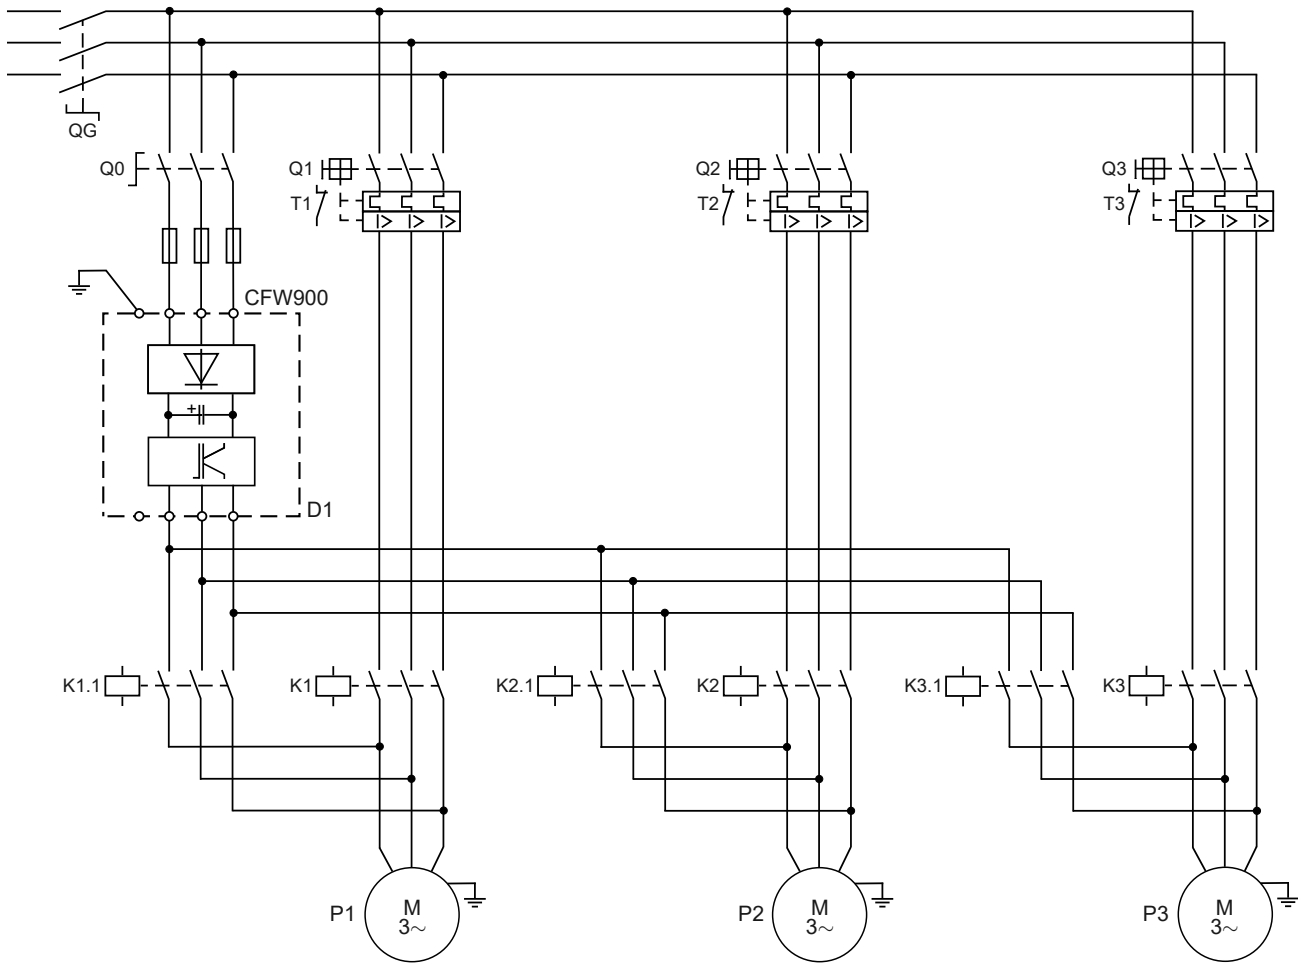 QG
Q0
Q1
Q2
Q3
T1
T2
T3
CFW900
+
D1
K1.1
K1
K2.1
K2
K3.1
K3
P1
M
3~
P2
M
3~
P3
M
3~